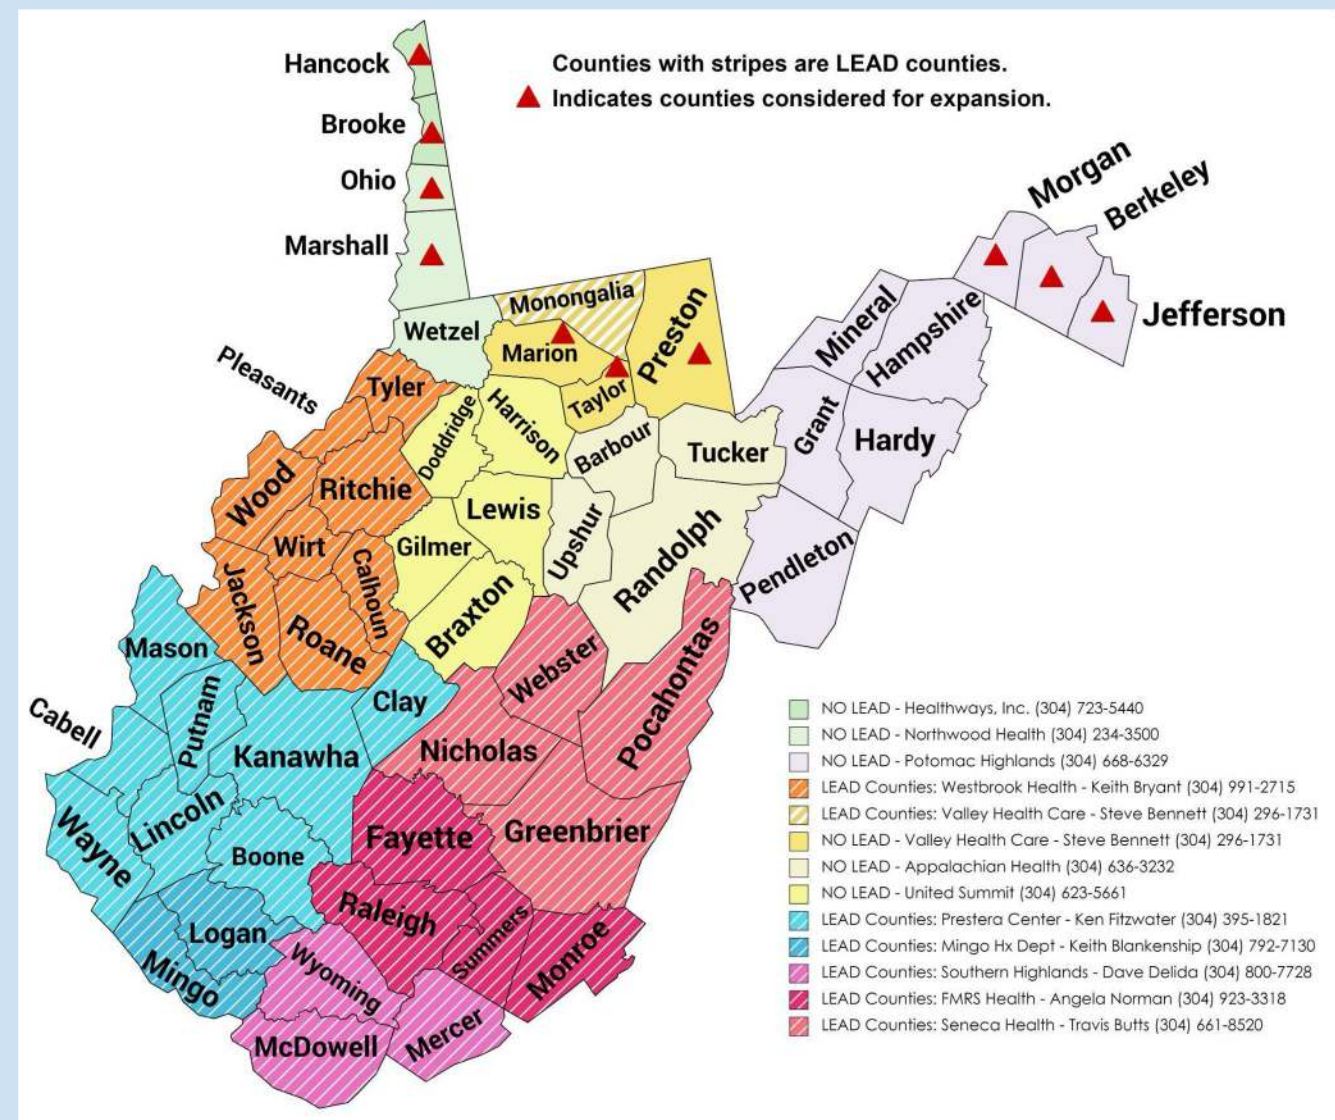 Counties with stripes are LEAD counties.
Indicates counties considered for expansion.
Hancock
Brooke
Ohio
Marshall
Morgan
Berkeley
Jefferson
Monongalia
Preston
Wetzel
Marion
Taylor
Mineral
Hampshire
Pleasants
Tyler
Doddridge
Harrison
Barbour
Tucker
Grant
Hardy
Wood
Ritchie
Lewis
Upshur
Randolph
Pendleton
Wirt
Calhoun
Gilmer
Braxton
Jackson
Roane
Mason
Clay
Webster
Pocahontas
Cabell
Putnam
Kanawha
Nicholas
Wayne
Lincoln
Boone
Fayette
Greenbrier
Logan
Raleigh
Summers
Monroe
Mingo
Wyoming
McDowell
Mercer
NO LEAD - Healthways, Inc. (304) 723-5440
NO LEAD - Northwood Health (304) 234-3500
NO LEAD - Potomac Highlands (304) 668-6329
LEAD Counties: Westbrook Health - Keith Bryant (304) 991-2715
LEAD Counties: Valley Health Care - Steve Bennett (304) 296-1731
NO LEAD - Valley Health Care - Steve Bennett (304) 296-1731
NO LEAD - Appalachian Health (304) 636-3232
NO LEAD - United Summit (304) 623-5661
LEAD Counties: Prestera Center - Ken Fitzwater (304) 395-1821
LEAD Counties: Mingo Hx Dept - Keith Blankenship (304) 792-7130
LEAD Counties: Southern Highlands - Dave Delida (304) 800-7728
LEAD Counties: FMRS Health - Angela Norman (304) 923-3318
LEAD Counties: Seneca Health - Travis Butts (304) 661-8520